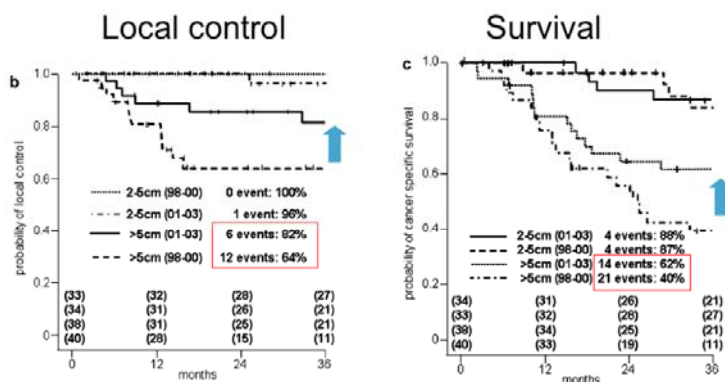 Local control
Survival
b
1.0
0.8
0.6
0.4
0.2
0
probability of local control
2-5cm (98-00) 0 event: 100%
2-5cm (01-03) 1 event: 96%
>5cm (01-03) 6 events: 82%
>5cm (98-00) 12 events: 64%
(33) (32) (28) (27)
(34) (31) (26) (21)
(38) (31) (25) (21)
(40) (28) (15) (11)
0 12 24 36
months
c
1.0
0.8
0.6
0.4
0.2
0.0
probability of cancer specific survival
2-5cm (01-03) 4 events: 88%
2-5cm (98-00) 4 events: 87%
>5cm (01-03) 14 events: 62%
>5cm (98-00) 21 events: 40%
(34) (31) (26) (21)
(33) (32) (28) (27)
(38) (34) (25) (21)
(40) (33) (19) (11)
0 12 24 36
months